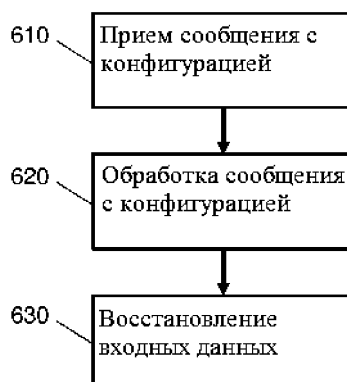 610
Прием сообщения с
конфигурацией
620
Обработка сообщения
с конфигурацией
630
Восстановление
входных данных